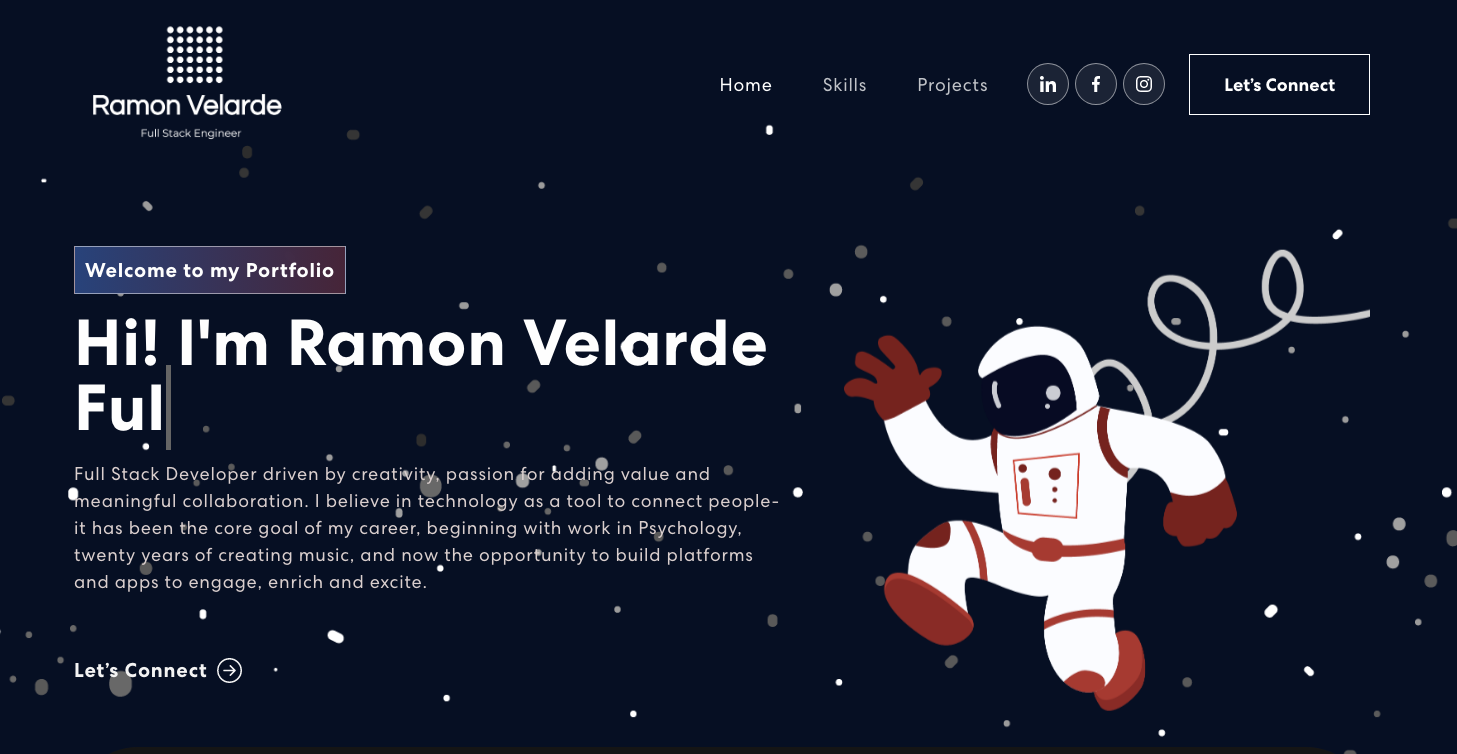 Ramon Velarde
Full Stack Engineer
Home Skills Projects Let's Connect
Welcome to my Portfolio
Hi! I'm Ramon Velarde
Ful
Full Stack Developer driven by creativity, passion for adding value and
meaningful collaboration. I believe in technology as a tool to connect people-
it has been the core goal of my career, beginning with work in Psychology,
twenty years of creating music, and now the opportunity to build platforms
and apps to engage, enrich and excite.
Let’s Connect